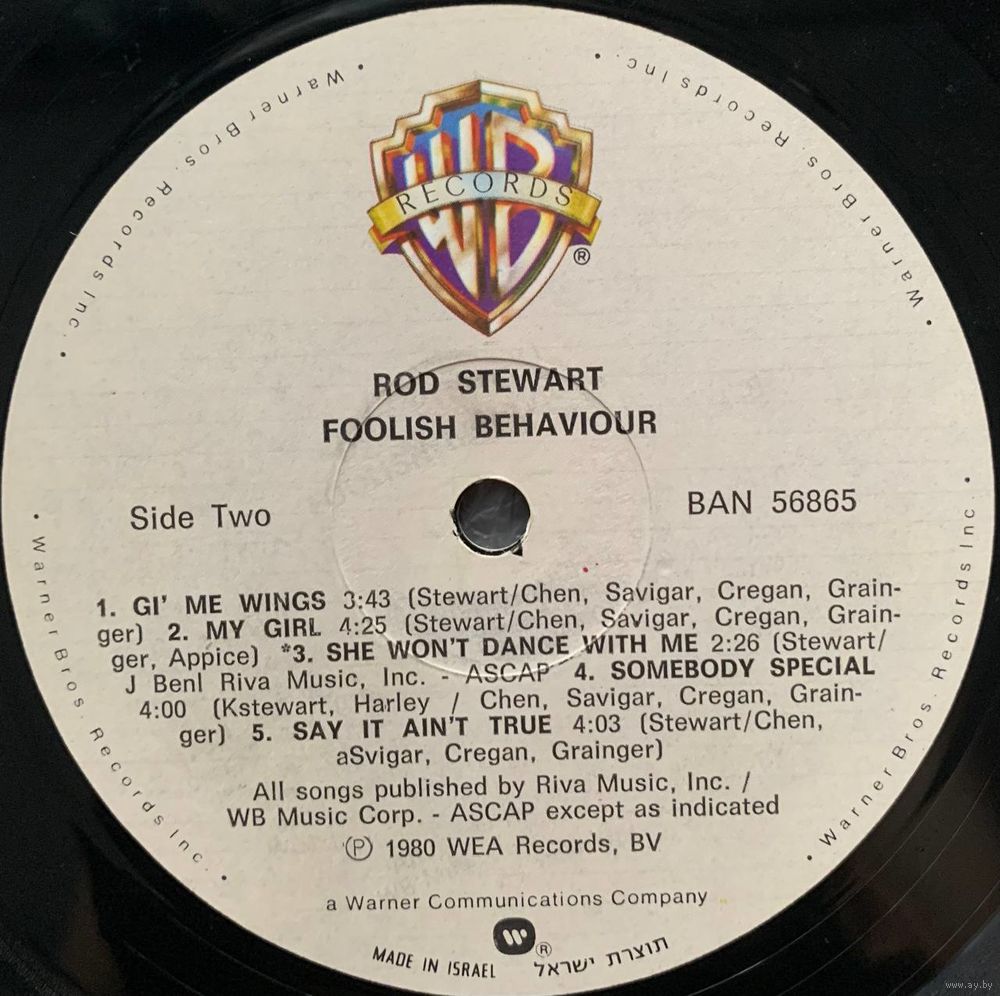 Warner Bros. Records Inc. • Warner Bros. Records Inc. • Warner Bros. Records Inc. • Warner Bros. Records Inc. •
WB
RECORDS
®
ROD STEWART
FOOLISH BEHAVIOUR
Side Two
BAN 56865
1. GI' ME WINGS 3:43 (Stewart/Chen, Savigar, Cregan, Grain-
ger) 2. MY GIRL 4:25 (Stewart/Chen, Savigar, Cregan, Grain-
ger, Appice) *3. SHE WON'T DANCE WITH ME 2:26 (Stewart/
J Benl Riva Music, Inc. - ASCAP 4. SOMEBODY SPECIAL
4:00 (Kstewart, Harley / Chen, Savigar, Cregan, Grain-
ger) 5. SAY IT AIN'T TRUE 4:03 (Stewart/Chen,
aSvigar, Cregan, Grainger)
All songs published by Riva Music, Inc. /
WB Music Corp. - ASCAP except as indicated
Ⓟ 1980 WEA Records, BV
a Warner Communications Company
®
MADE IN ISRAEL תוצרת ישראל
www.ay.by